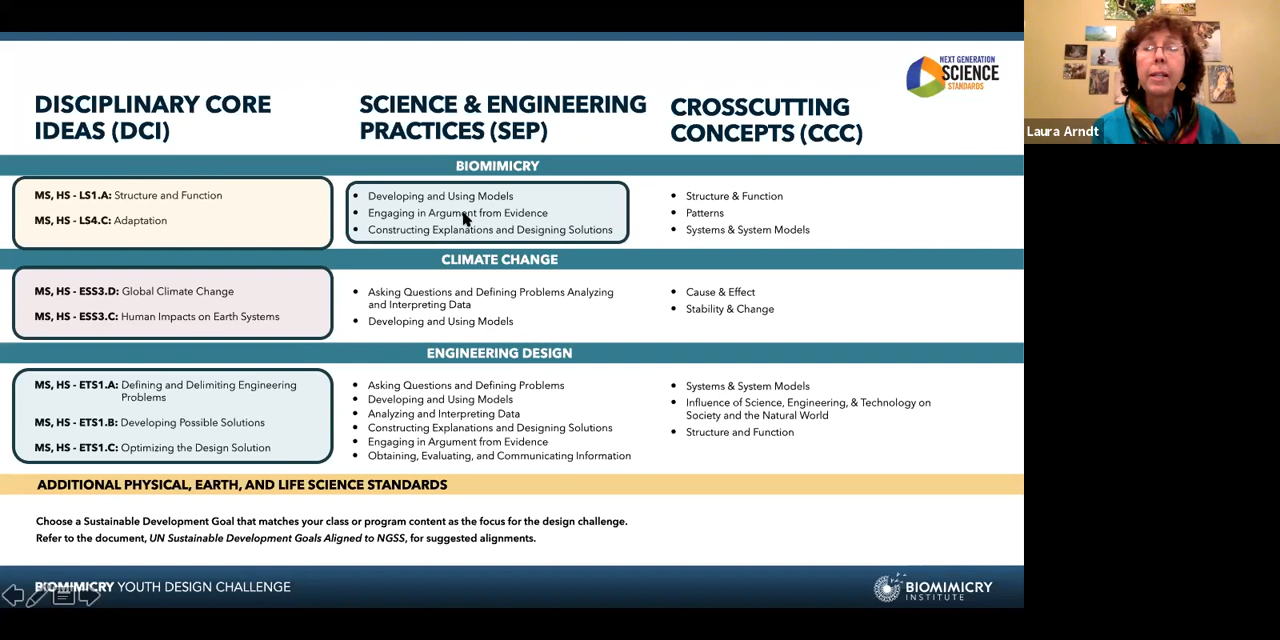 NEXT GENERATION
SCIENCE
STANDARDS
Laura Arndt
DISCIPLINARY CORE
IDEAS (DCI)
SCIENCE & ENGINEERING
PRACTICES (SEP)
CROSSCUTTING
CONCEPTS (CCC)
BIOMIMICRY
MS, HS - LS1.A: Structure and Function
MS, HS - LS4.C: Adaptation
• Developing and Using Models
• Engaging in Argument from Evidence
• Constructing Explanations and Designing Solutions
• Structure & Function
• Patterns
• Systems & System Models
CLIMATE CHANGE
MS, HS - ESS3.D: Global Climate Change
MS, HS - ESS3.C: Human Impacts on Earth Systems
• Asking Questions and Defining Problems Analyzing
and Interpreting Data
• Developing and Using Models
• Cause & Effect
• Stability & Change
ENGINEERING DESIGN
MS, HS - ETS1.A: Defining and Delimiting Engineering
Problems
MS, HS - ETS1.B: Developing Possible Solutions
MS, HS - ETS1.C: Optimizing the Design Solution
• Asking Questions and Defining Problems
• Developing and Using Models
• Analyzing and Interpreting Data
• Constructing Explanations and Designing Solutions
• Engaging in Argument from Evidence
• Obtaining, Evaluating, and Communicating Information
• Systems & System Models
• Influence of Science, Engineering, & Technology on
Society and the Natural World
• Structure and Function
ADDITIONAL PHYSICAL, EARTH, AND LIFE SCIENCE STANDARDS
Choose a Sustainable Development Goal that matches your class or program content as the focus for the design challenge.
Refer to the document, UN Sustainable Development Goals Aligned to NGSS, for suggested alignments.
BIOMIMICRY YOUTH DESIGN CHALLENGE
BIOMIMICRY
INSTITUTE